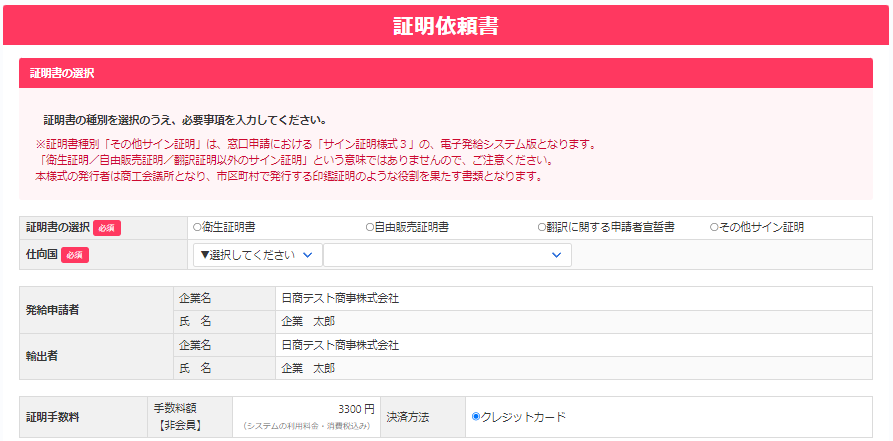 証明依頼書
証明書の選択
証明書の種別を選択のうえ、必要事項を入力してください。
※証明書種別「その他サイン証明」は、窓口申請における「サイン証明様式３」の、電子発給システム版となります。
「衛生証明／自由販売証明／翻訳証明以外のサイン証明」という意味ではありませんので、ご注意ください。
本様式の発行者は商工会議所となり、市区町村で発行する印鑑証明のような役割を果たす書類となります。
証明書の選択 必須 ○衛生証明書 ○自由販売証明書 ○翻訳に関する申請者宣誓書 ○その他サイン証明
仕向国 必須 ▼選択してください
発給申請者 企業名 日商テスト商事株式会社
氏　名 企業　太郎
輸出者 企業名 日商テスト商事株式会社
氏　名 企業　太郎
証明手数料 手数料額 3300 円 決済方法 クレジットカード
【非会員】 （システムの利用料金・消費税込み）